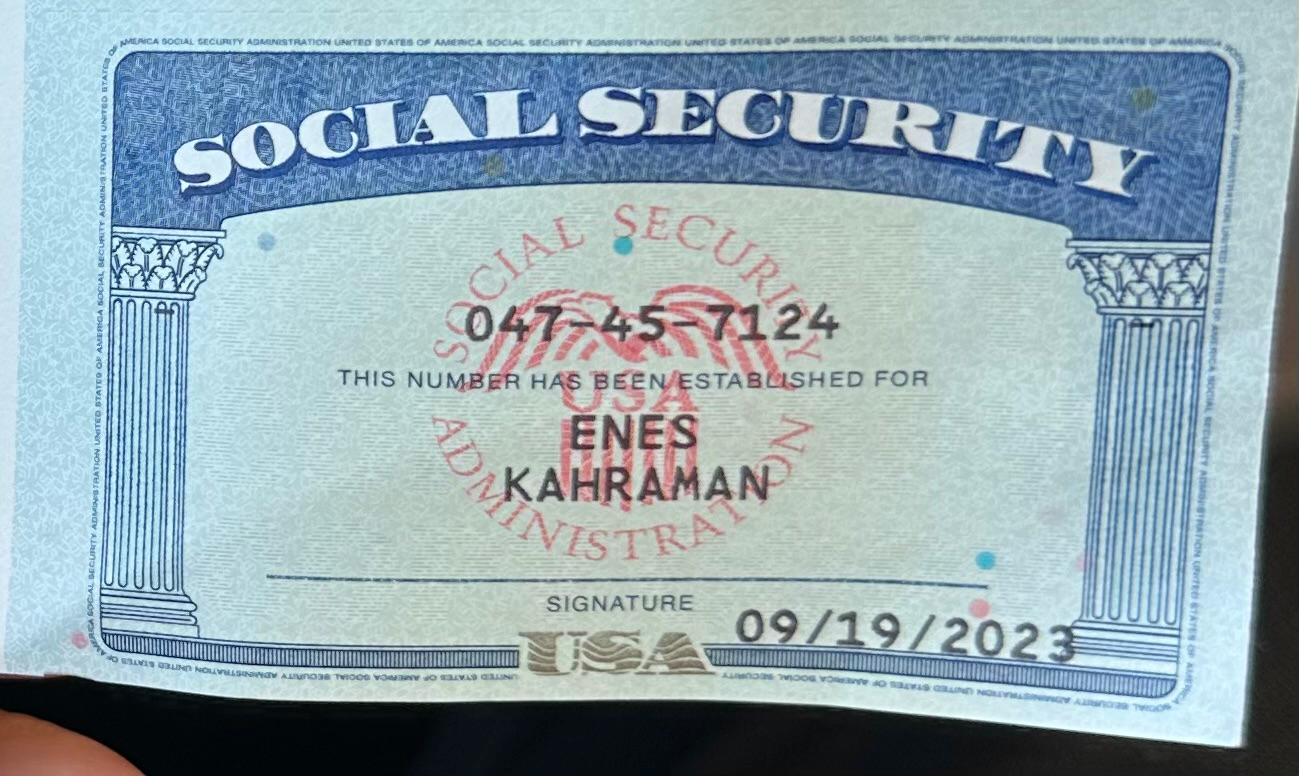 AMERICA SOCIAL SECURITY ADMINISTRATION UNITED STATES OF AMERICA SOCIAL SECURITY ADMINISTRATION UNITED STATES OF AMERICA SOCIAL SECURITY ADMINISTRATION UNITED STATES OF AMERICA
SOCIAL SECURITY
SOCIAL SECURITY
047-45-7124
THIS NUMBER HAS BEEN ESTABLISHED FOR
USA
ENES
KAHRAMAN
ADMINISTRATION
SIGNATURE
09/19/2023
USA